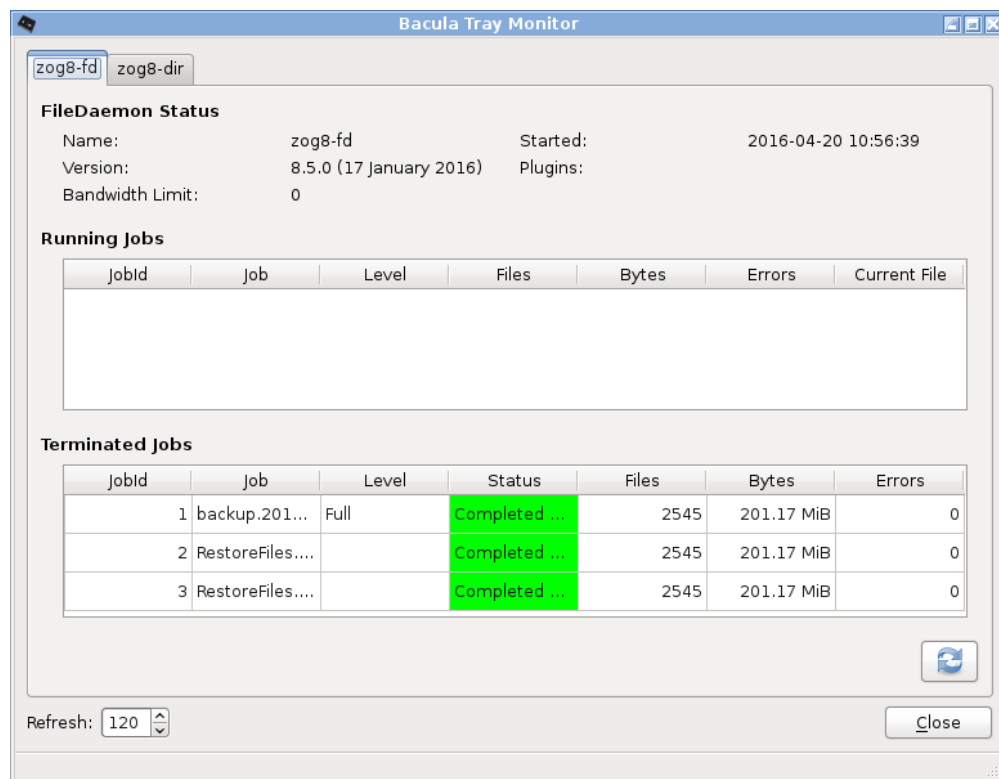 Bacula Tray Monitor
zog8-fd zog8-dir
FileDaemon Status
Name: zog8-fd Started: 2016-04-20 10:56:39
Version: 8.5.0 (17 January 2016) Plugins:
Bandwidth Limit: 0
Running Jobs
JobId Job Level Files Bytes Errors Current File
Terminated Jobs
JobId Job Level Status Files Bytes Errors
1 backup.201... Full Completed ... 2545 201.17 MiB 0
2 RestoreFiles.... Completed ... 2545 201.17 MiB 0
3 RestoreFiles.... Completed ... 2545 201.17 MiB 0
Refresh: 120 Close